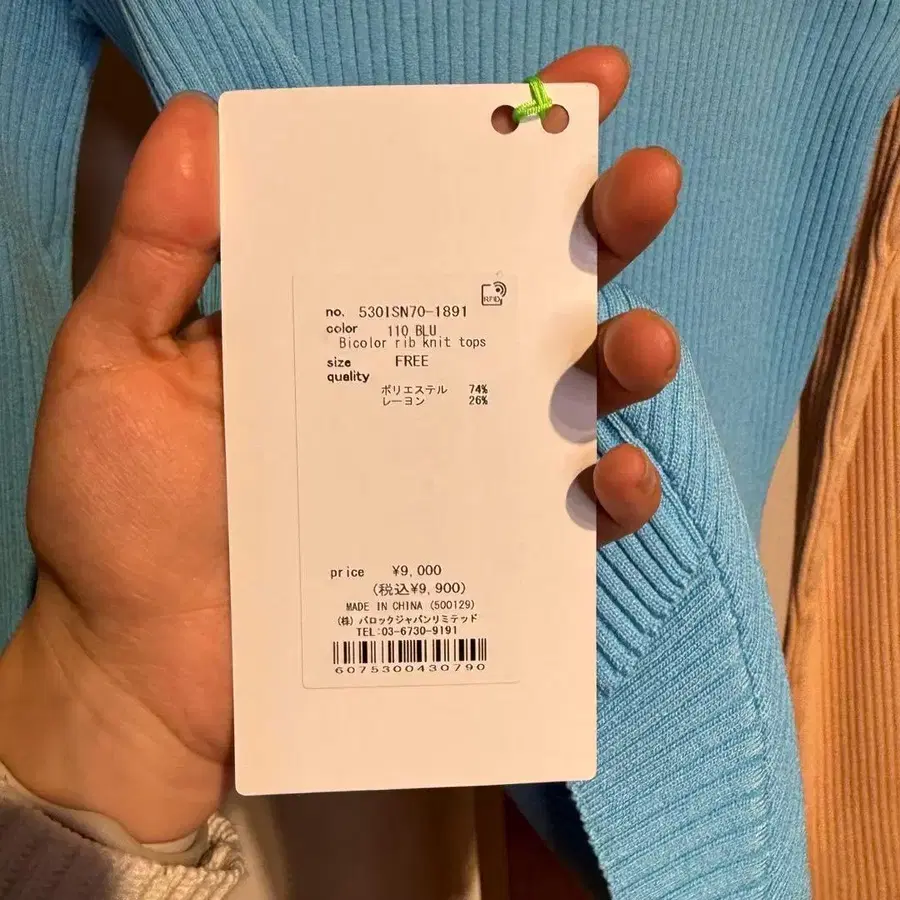 RFID
no. 530ISN70-1891
color 110 BLU
Bicolor rib knit tops
size FREE
quality
ポリエステル 74%
レーヨン 26%
price ¥9,000
(税込¥9,900)
MADE IN CHINA (500129)
(株) バロックジャパンリミテッド
TEL:03-6730-9191
6075300430790